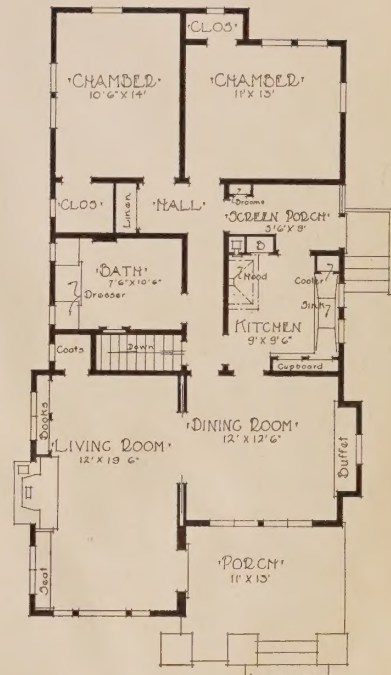 CLOS.
CHAMBER
10'6" X 14'
CHAMBER
11' X 13'
CLOS
Linen
HALL
Brooms
SCREEN PORCH
5'6" X 9'
BATH
7'6" X 10'6"
Dresser
B
Hood
Cooler
Sink
KITCHEN
9' X 9'6"
Cupboard
Coats
Down
Books
LIVING ROOM
12' X 19'6"
DINING ROOM
12' X 12'6"
Buffet
Seat
PORCH
11' X 13'